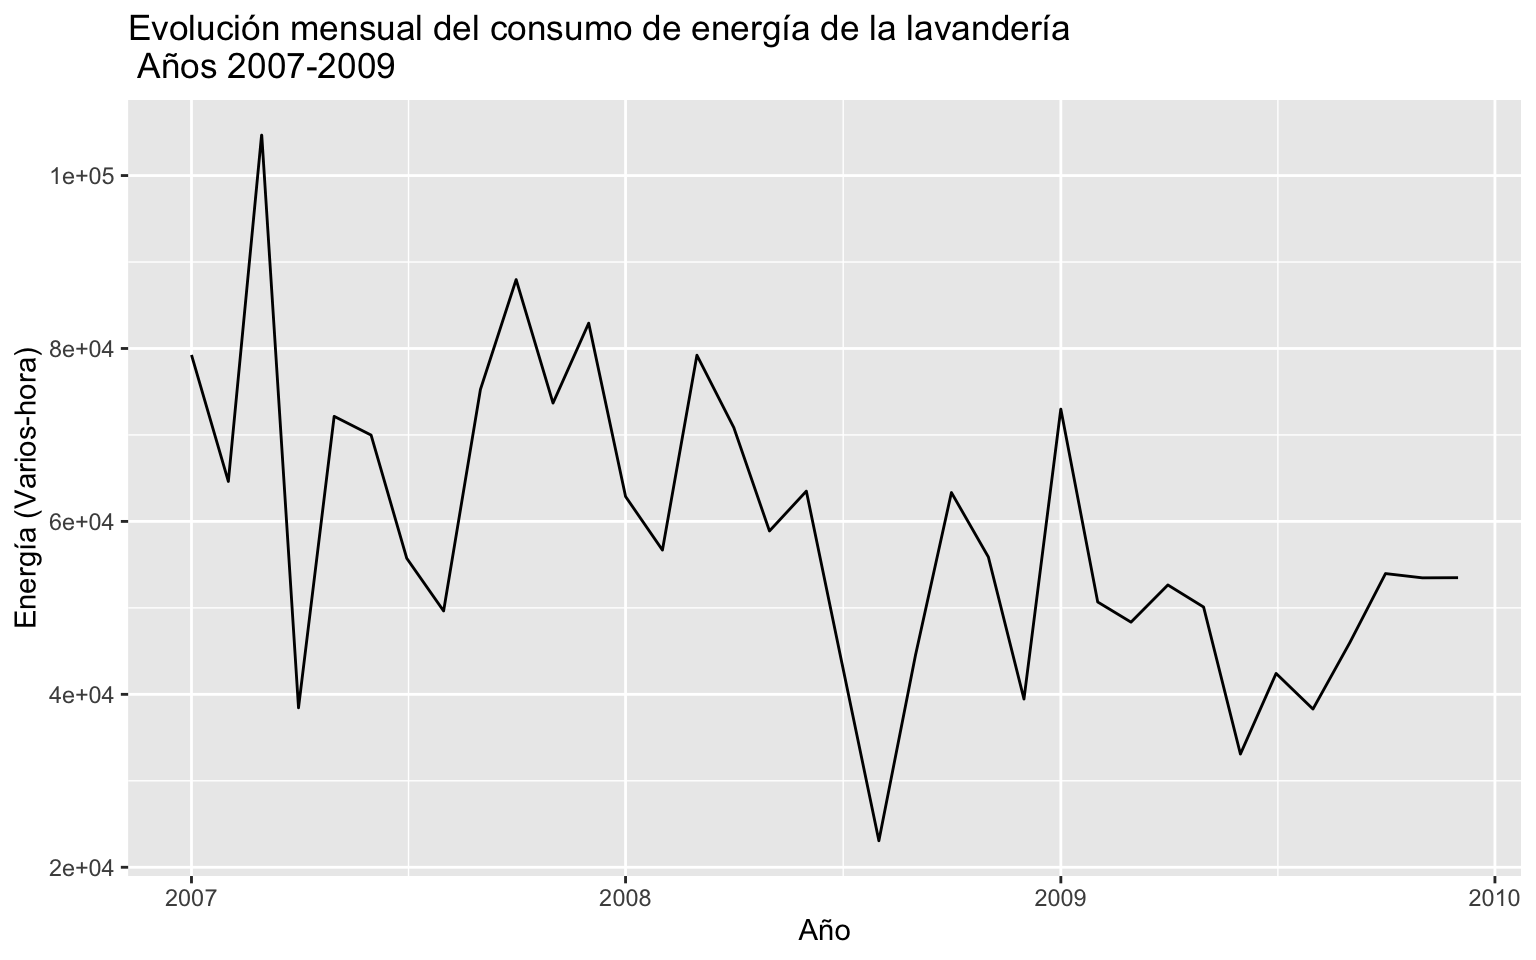 Evolución mensual del consumo de energía de la lavandería
Años 2007-2009
Energía (Varios-hora)
1e+05
8e+04
6e+04
4e+04
2e+04
2007
2008
2009
2010
Año